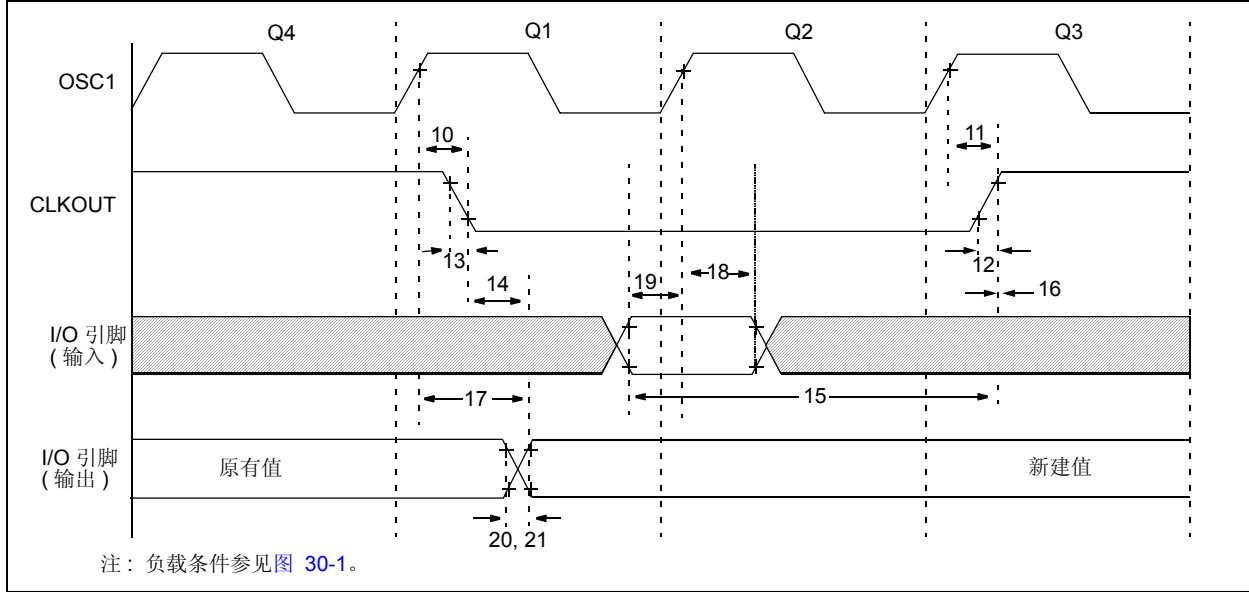 Q4 Q1 Q2 Q3
OSC1
10 11
CLKOUT
13 12
14 19 18 16
I/O 引脚
( 输入 )
17 15
I/O 引脚
( 输出 )
原有值 新建值
20, 21
注 : 负载条件参见图 30-1。